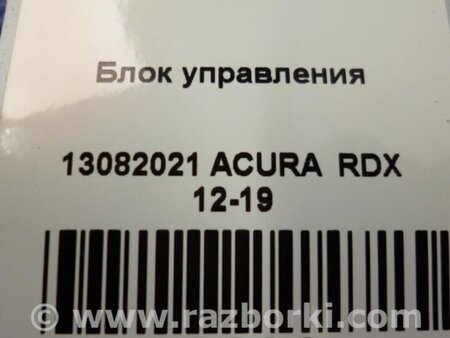 Блок управления
13082021 ACURA RDX
12-19
© www.razborki.com